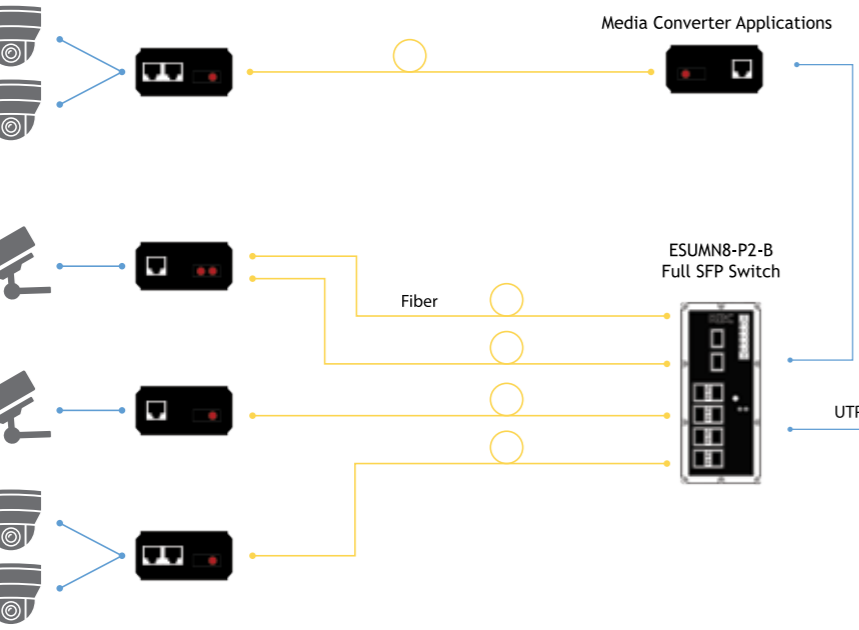 Media Converter Applications
ESUMN8-P2-B
Full SFP Switch
Fiber